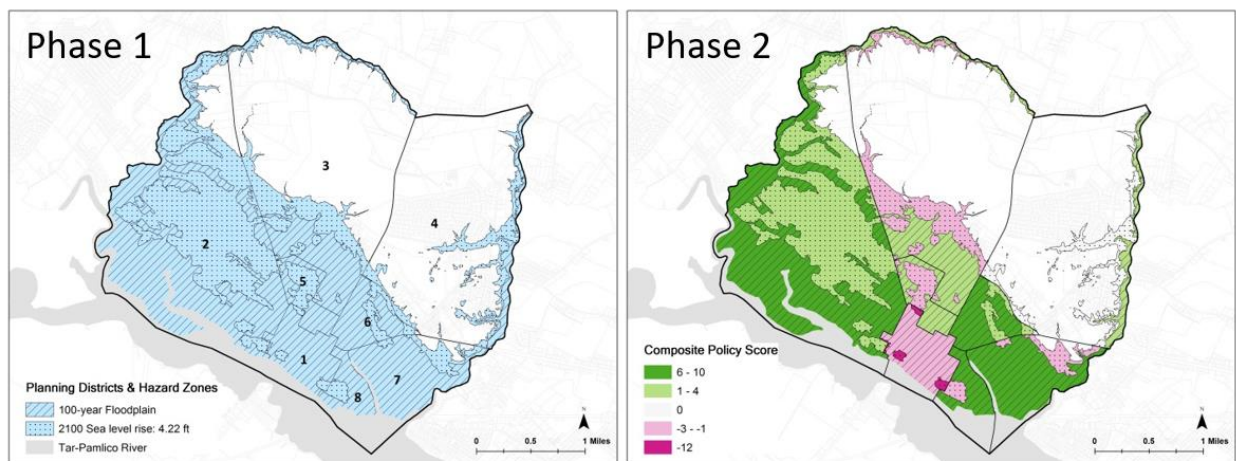 Phase 1
3
4
2
5
6
1
7
8
Planning Districts & Hazard Zones
100-year Floodplain
2100 Sea level rise: 4.22 ft
Tar-Pamlico River
N
0 0.5 1 Miles
Phase 2
Composite Policy Score
6 - 10
1 - 4
0
-3 - -1
-12
N
0 0.5 1 Miles